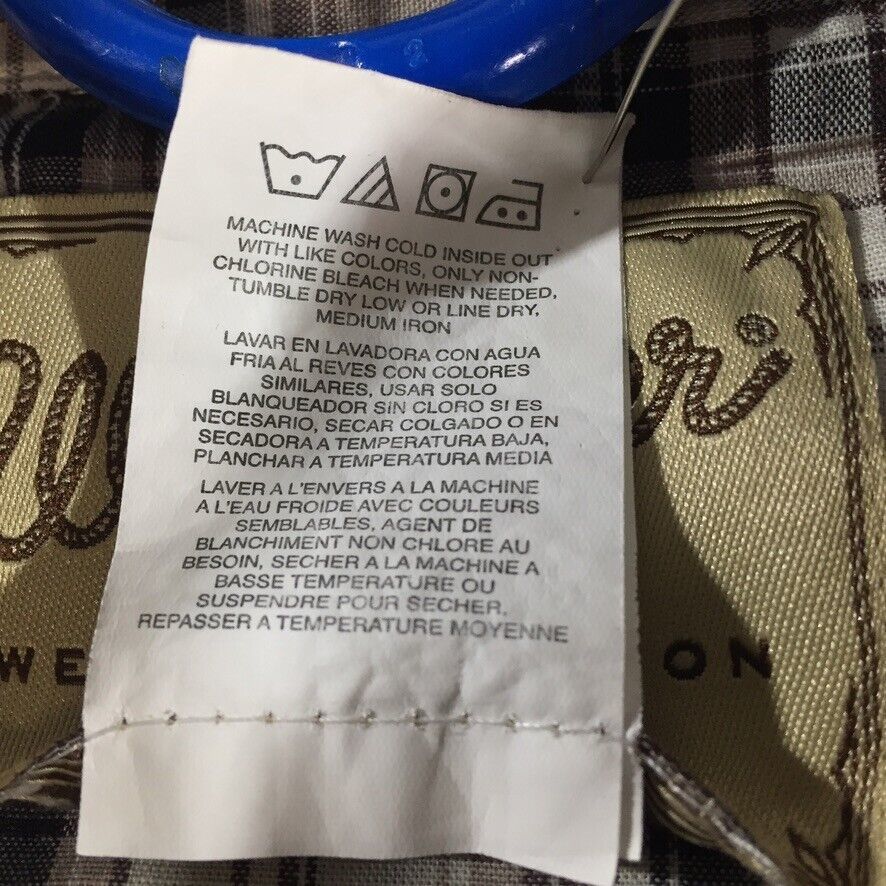 MACHINE WASH COLD INSIDE OUT
WITH LIKE COLORS, ONLY NON-
CHLORINE BLEACH WHEN NEEDED,
TUMBLE DRY LOW OR LINE DRY,
MEDIUM IRON
LAVAR EN LAVADORA CON AGUA
FRIA AL REVES CON COLORES
SIMILARES, USAR SOLO
BLANQUEADOR SIN CLORO SI ES
NECESARIO, SECAR COLGADO O EN
SECADORA A TEMPERATURA BAJA,
PLANCHAR A TEMPERATURA MEDIA
LAVER A L'ENVERS A LA MACHINE
A L'EAU FROIDE AVEC COULEURS
SEMBLABLES, AGENT DE
BLANCHIMENT NON CHLORE AU
BESOIN, SECHER A LA MACHINE A
BASSE TEMPERATURE OU
SUSPENDRE POUR SECHER,
REPASSER A TEMPERATURE MOYENNE